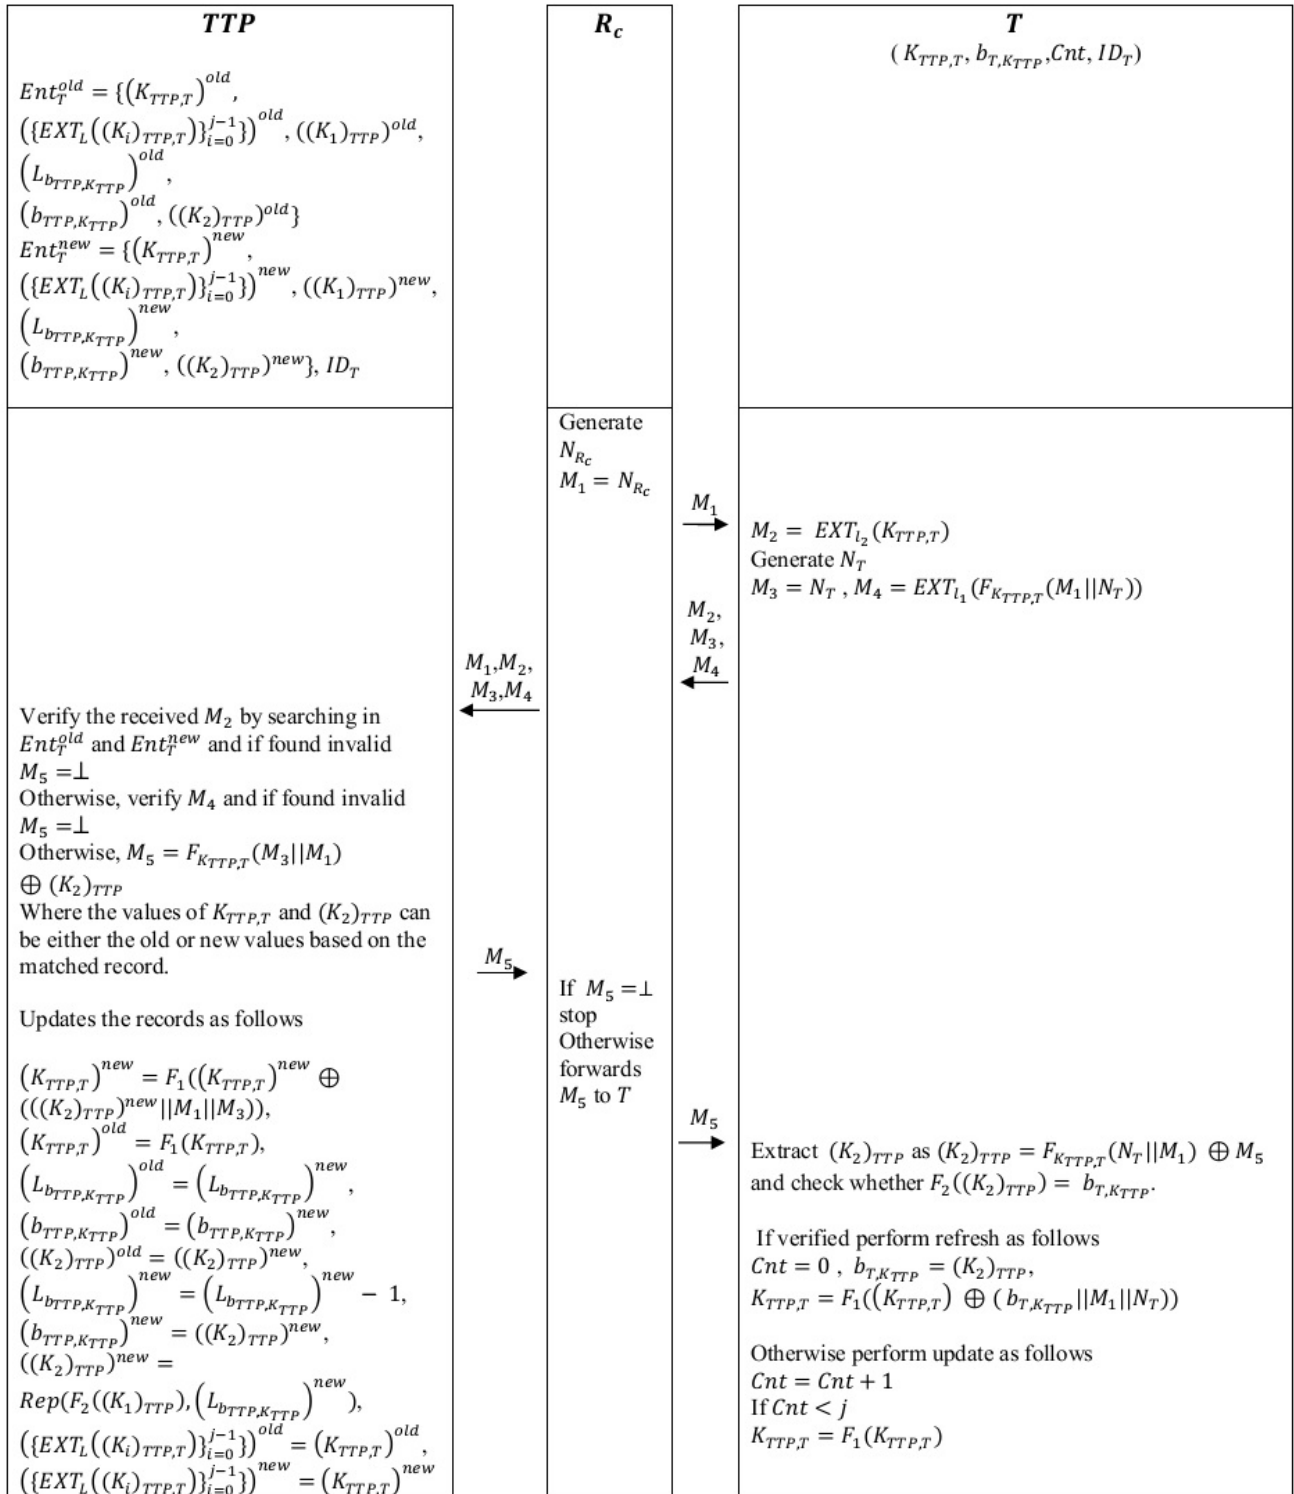 TTP
Ent_T^{old} = {(K_{TTP,T})^{old},
({EXT_L((K_i)_{TTP,T})}_{i=0}^{j-1}})^{old}, ((K_1)_{TTP})^{old},
(L_{b_{TTP,K_{TTP}}})^{old},
(b_{TTP,K_{TTP}})^{old}, ((K_2)_{TTP})^{old}}
Ent_T^{new} = {(K_{TTP,T})^{new},
({EXT_L((K_i)_{TTP,T})}_{i=0}^{j-1}})^{new}, ((K_1)_{TTP})^{new},
(L_{b_{TTP,K_{TTP}}})^{new},
(b_{TTP,K_{TTP}})^{new}, ((K_2)_{TTP})^{new}}, ID_T
R_c
T
( K_{TTP,T}, b_{T,K_{TTP}},Cnt, ID_T)
Generate
N_{R_c}
M_1 = N_{R_c}
M_1
M_2 = EXT_{l_2}(K_{TTP,T})
Generate N_T
M_3 = N_T , M_4 = EXT_{l_1}(F_{K_{TTP,T}}(M_1||N_T))
M_2,
M_3,
M_4
M_1,M_2,
M_3,M_4
Verify the received M_2 by searching in
Ent_T^{old} and Ent_T^{new} and if found invalid
M_5 =⊥
Otherwise, verify M_4 and if found invalid
M_5 =⊥
Otherwise, M_5 = F_{K_{TTP,T}}(M_3||M_1)
⊕ (K_2)_{TTP}
Where the values of K_{TTP,T} and (K_2)_{TTP} can
be either the old or new values based on the
matched record.
M_5
If M_5 =⊥
stop
Otherwise
forwards
M_5 to T
M_5
Updates the records as follows
(K_{TTP,T})^{new} = F_1((K_{TTP,T})^{new} ⊕
(((K_2)_{TTP})^{new}||M_1||M_3)),
(K_{TTP,T})^{old} = F_1(K_{TTP,T}),
(L_{b_{TTP,K_{TTP}}})^{old} = (L_{b_{TTP,K_{TTP}}})^{new},
(b_{TTP,K_{TTP}})^{old} = (b_{TTP,K_{TTP}})^{new},
((K_2)_{TTP})^{old} = ((K_2)_{TTP})^{new},
(L_{b_{TTP,K_{TTP}}})^{new} = (L_{b_{TTP,K_{TTP}}})^{new} − 1,
(b_{TTP,K_{TTP}})^{new} = ((K_2)_{TTP})^{new},
((K_2)_{TTP})^{new} =
Rep(F_2((K_1)_{TTP}), (L_{b_{TTP,K_{TTP}}})^{new}),
({EXT_L((K_i)_{TTP,T})}_{i=0}^{j-1}})^{old} = (K_{TTP,T})^{old},
({EXT_L((K_i)_{TTP,T})}_{i=0}^{j-1}})^{new} = (K_{TTP,T})^{new}
Extract (K_2)_{TTP} as (K_2)_{TTP} = F_{K_{TTP,T}}(N_T||M_1) ⊕ M_5
and check whether F_2((K_2)_{TTP}) = b_{T,K_{TTP}}.
If verified perform refresh as follows
Cnt = 0 , b_{T,K_{TTP}} = (K_2)_{TTP},
K_{TTP,T} = F_1((K_{TTP,T}) ⊕ ( b_{T,K_{TTP}}||M_1||N_T))
Otherwise perform update as follows
Cnt = Cnt + 1
If Cnt < j
K_{TTP,T} = F_1(K_{TTP,T})